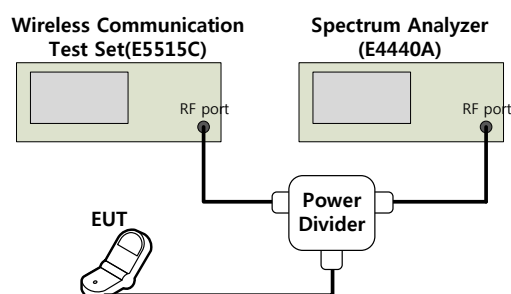 Wireless Communication
Test Set(E5515C)
Spectrum Analyzer
(E4440A)
RF port
RF port
Power
Divider
EUT